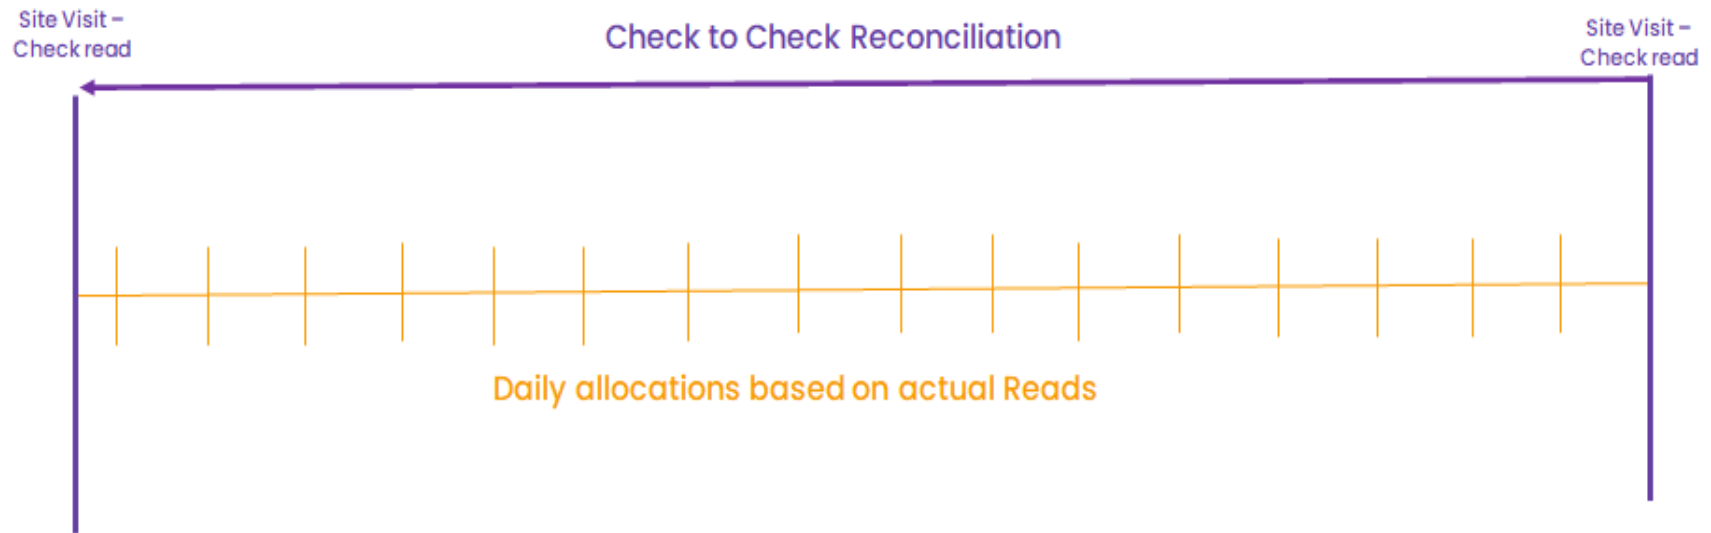 Site Visit –
Check read
Check to Check Reconciliation
Site Visit –
Check read
Daily allocations based on actual Reads